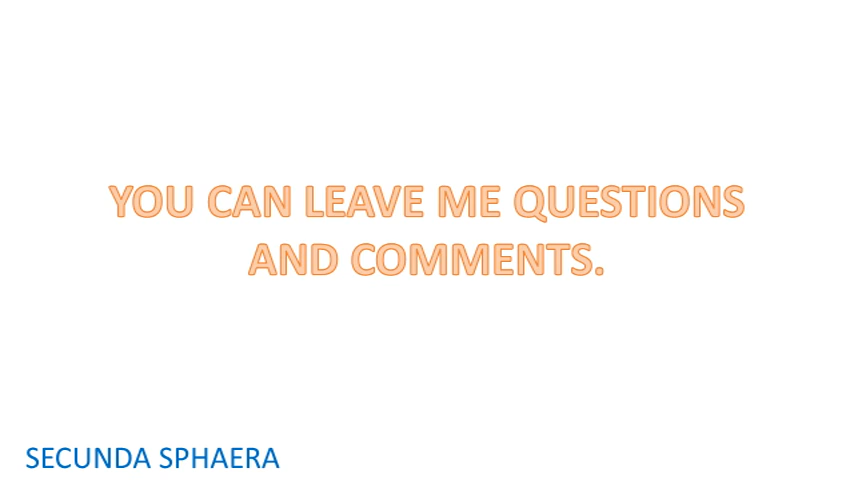 YOU CAN LEAVE ME QUESTIONS
AND COMMENTS.
SECUNDA SPHAERA